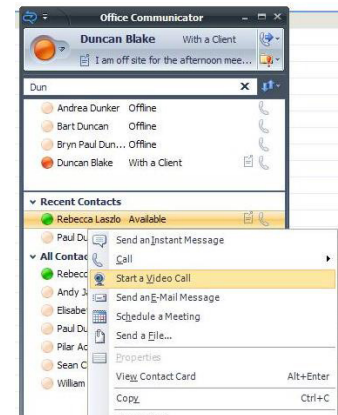 Office Communicator
Duncan Blake With a Client
I am off site for the afternoon mee...
Dun
Andrea Dunker Offline
Bart Duncan Offline
Bryn Paul Dun... Offline
Duncan Blake With a Client
Recent Contacts
Rebecca Laszlo Available
Paul Du
Send an Instant Message
All Contac
Call
Rebecc
Start a Video Call
Andy J
Send an E-Mail Message
Elisabe
Schedule a Meeting
Paul Du
Send a File...
Pilar Ac
Properties
Sean C
View Contact Card Alt+Enter
William
Copy Ctrl+C